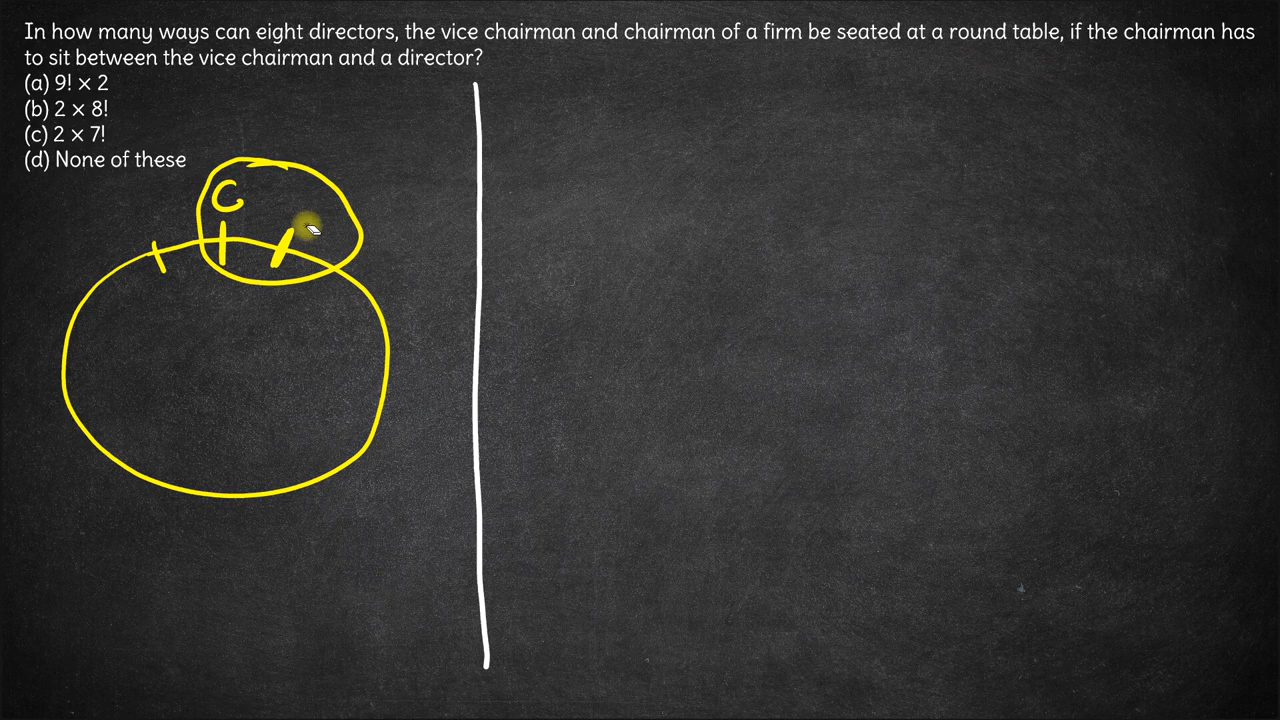 In how many ways can eight directors, the vice chairman and chairman of a firm be seated at a round table, if the chairman has
to sit between the vice chairman and a director?
(a) 9! × 2
(b) 2 × 8!
(c) 2 × 7!
(d) None of these
C